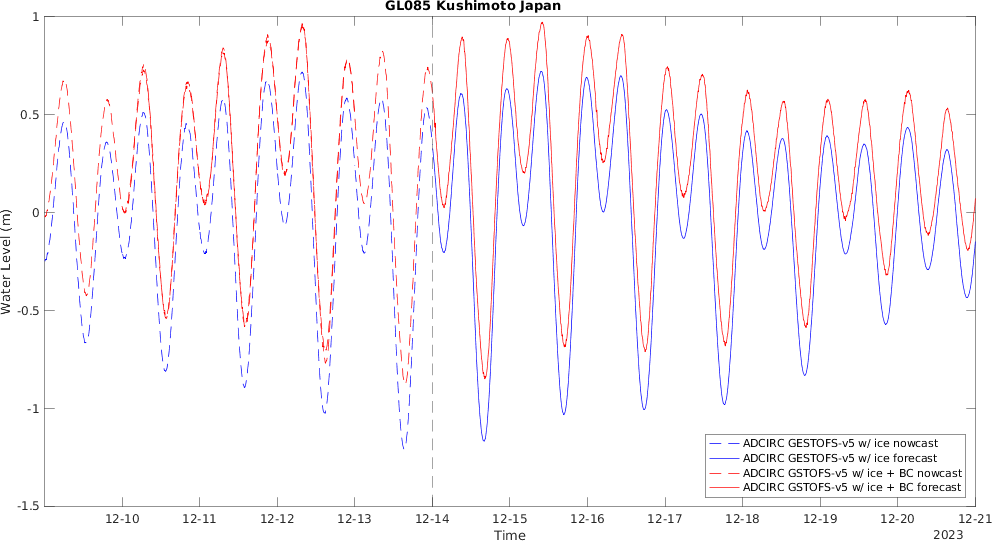 GL085 Kushimoto Japan
1
0.5
0
-0.5
-1
-1.5
Water Level (m)
12-10
12-11
12-12
12-13
12-14
12-15
12-16
12-17
12-18
12-19
12-20
12-21
Time
2023
ADCIRC GESTOFS-v5 w/ ice nowcast
ADCIRC GESTOFS-v5 w/ ice forecast
ADCIRC GSTOFS-v5 w/ ice + BC nowcast
ADCIRC GSTOFS-v5 w/ ice + BC forecast